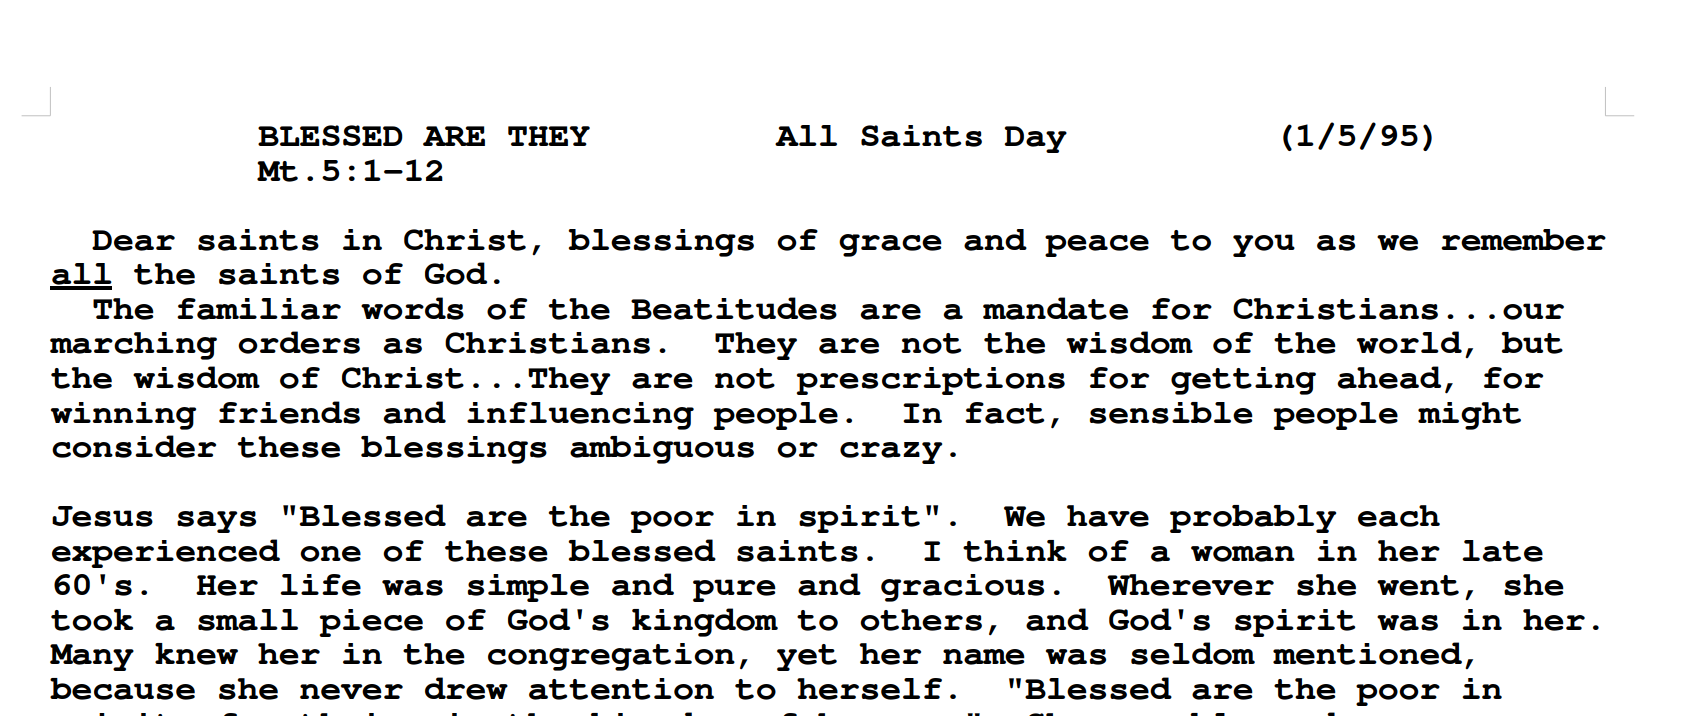 BLESSED ARE THEY All Saints Day (1/5/95)
Mt.5:1-12
Dear saints in Christ, blessings of grace and peace to you as we remember
all the saints of God.
The familiar words of the Beatitudes are a mandate for Christians...our
marching orders as Christians. They are not the wisdom of the world, but
the wisdom of Christ...They are not prescriptions for getting ahead, for
winning friends and influencing people. In fact, sensible people might
consider these blessings ambiguous or crazy.
Jesus says "Blessed are the poor in spirit". We have probably each
experienced one of these blessed saints. I think of a woman in her late
60's. Her life was simple and pure and gracious. Wherever she went, she
took a small piece of God's kingdom to others, and God's spirit was in her.
Many knew her in the congregation, yet her name was seldom mentioned,
because she never drew attention to herself. "Blessed are the poor in